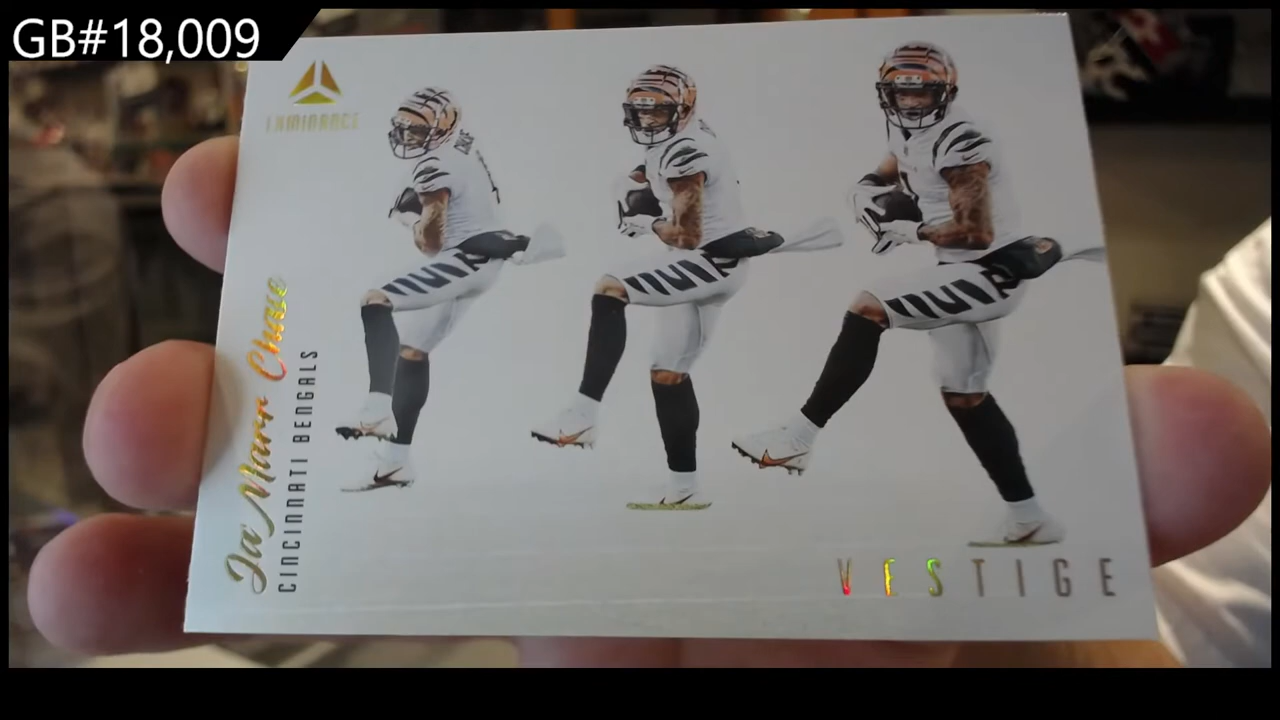 GB#18,009
LUMINANCE
Ja'Marr Chase
CINCINNATI BENGALS
VESTIGE